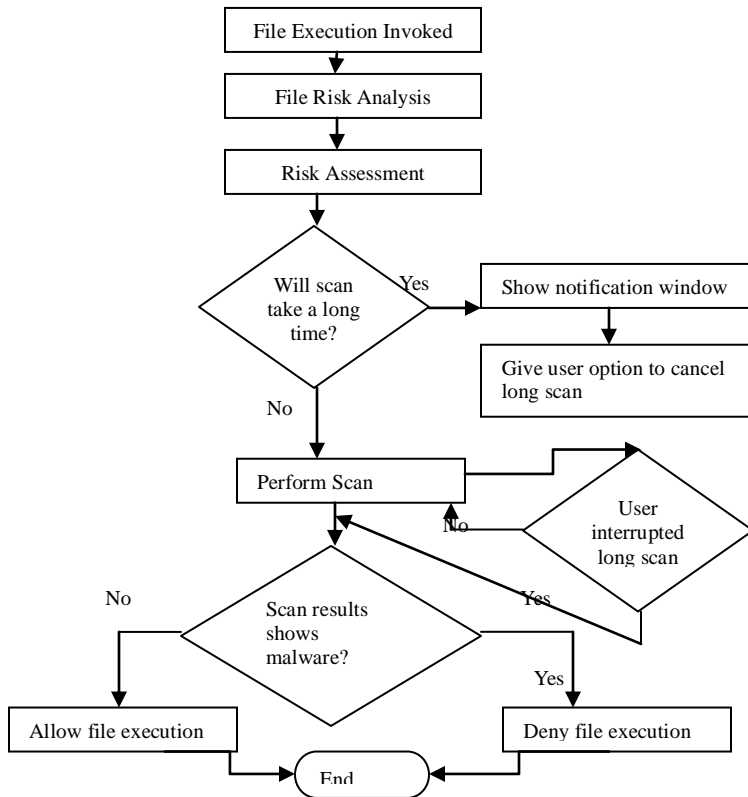 File Execution Invoked
File Risk Analysis
Risk Assessment
Will scan
take a long
time?
Yes
Show notification window
Give user option to cancel
long scan
No
Perform Scan
User
interrupted
long scan
No
Yes
No
Scan results
shows
malware?
Yes
Allow file execution
Deny file execution
End